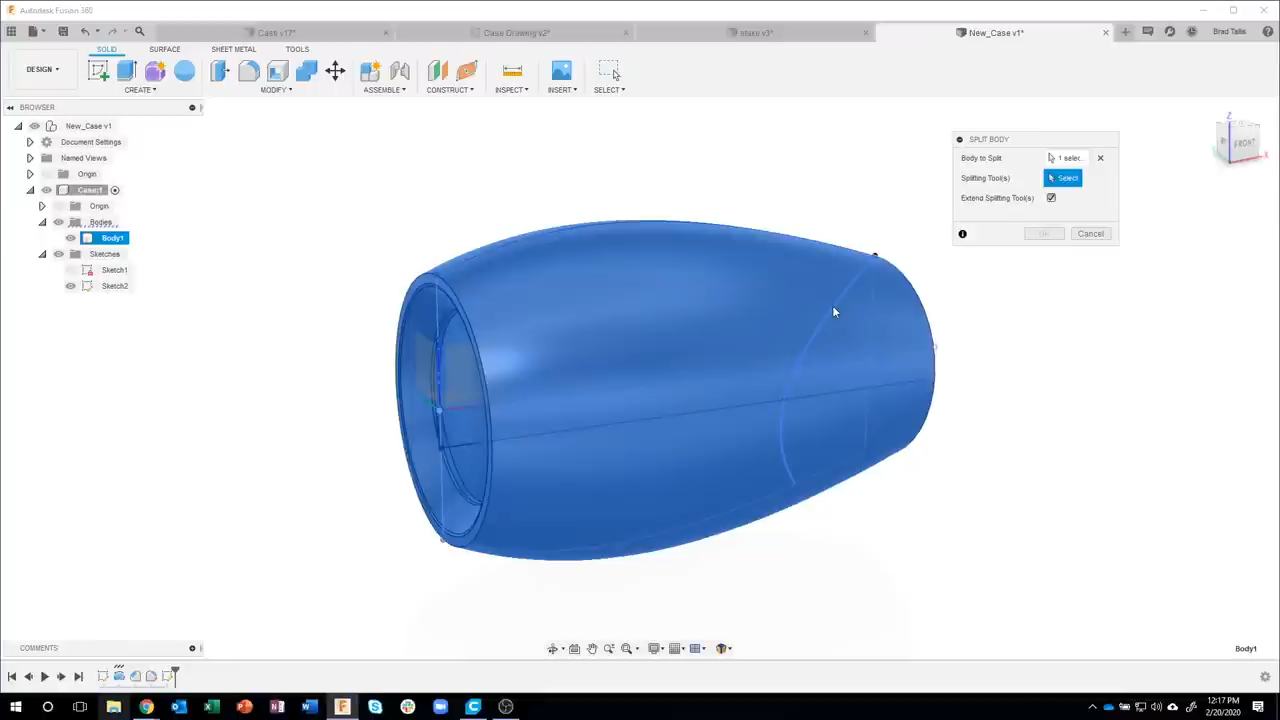 Autodesk Fusion 360
Case v17*
Case Drawing v2*
stake v3*
New_Case v1*
Brad Tallis
SOLID
SURFACE
SHEET METAL
TOOLS
DESIGN
CREATE
MODIFY
ASSEMBLE
CONSTRUCT
INSPECT
INSERT
SELECT
BROWSER
New_Case v1
Document Settings
Named Views
Origin
Case:1
Origin
Bodies
Body1
Sketches
Sketch1
Sketch2
SPLIT BODY
Body to Split
1 selec..
Splitting Tool(s)
Select
Extend Splitting Tool(s)
OK
Cancel
Z
FRONT
X
COMMENTS
Body1
12:17 PM
2/20/2020